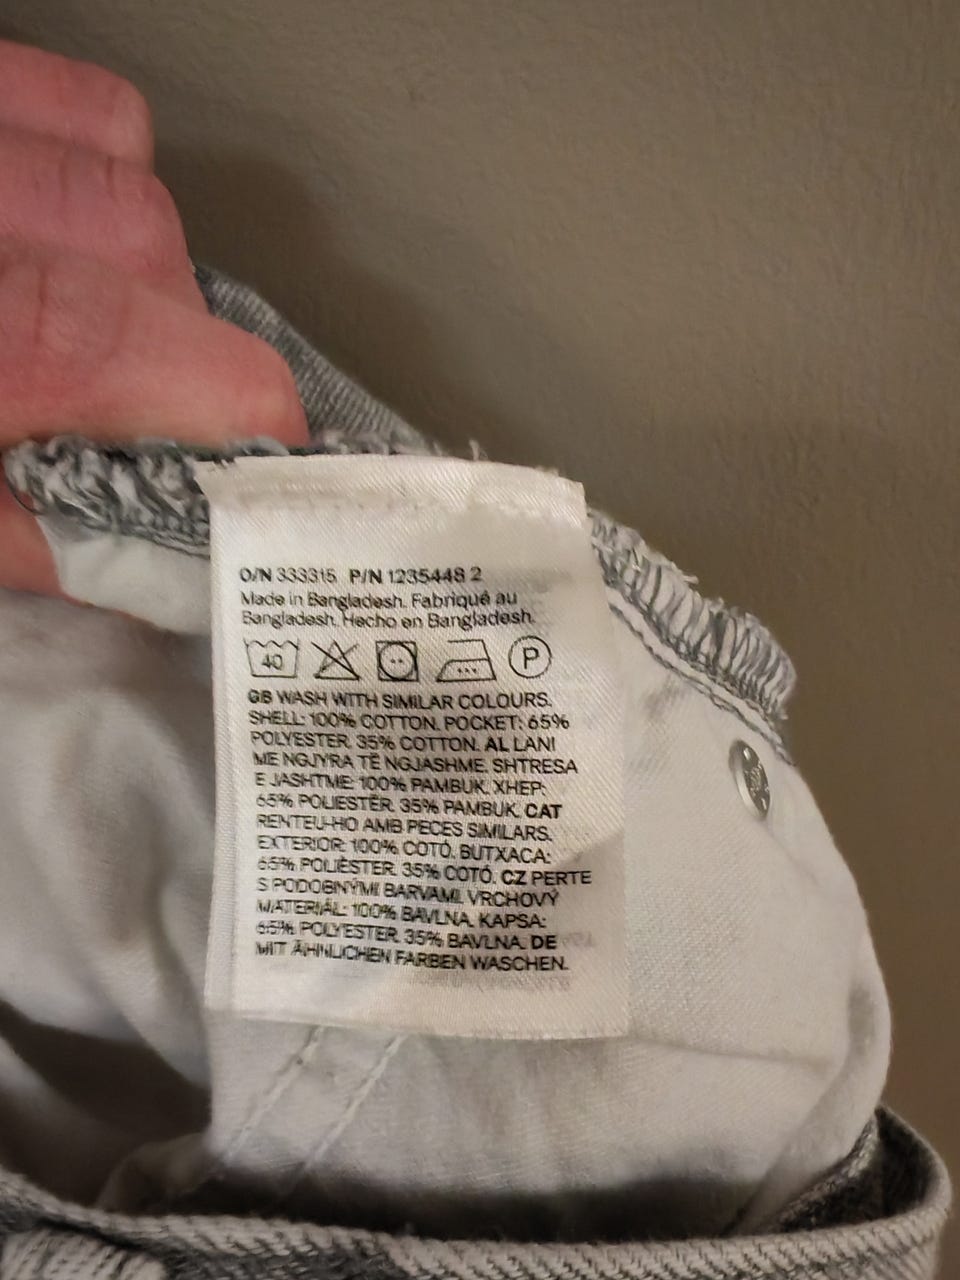 O/N 333315 P/N 1235448 2
Made in Bangladesh. Fabriqué au
Bangladesh. Hecho en Bangladesh.
40 P
GB WASH WITH SIMILAR COLOURS.
SHELL: 100% COTTON. POCKET: 65%
POLYESTER. 35% COTTON. AL LANI
ME NGJYRA TË NGJASHME. SHTRESA
E JASHTME: 100% PAMBUK. XHEP:
65% POLIESTËR. 35% PAMBUK. CAT
RENTEU-HO AMB PECES SIMILARS.
EXTERIOR: 100% COTÓ. BUTXACA:
65% POLIÈSTER. 35% COTÓ. CZ PERTE
S PODOBNÝMI BARVAMI. VRCHOVÝ
MATERIÁL: 100% BAVLNA. KAPSA:
65% POLYESTER. 35% BAVLNA. DE
MIT ÄHNLICHEN FARBEN WASCHEN.